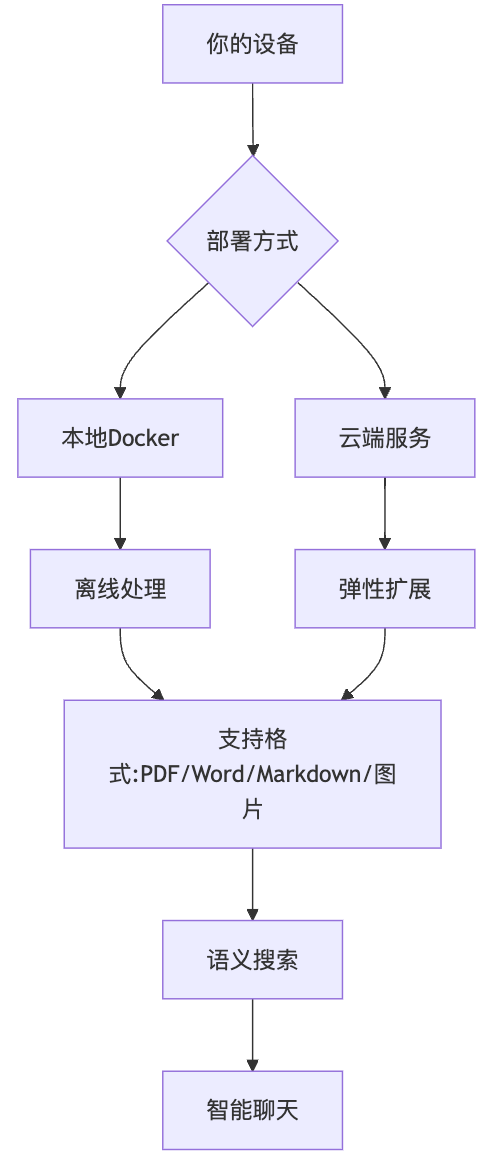 你的设备
部署方式
本地Docker
云端服务
离线处理
弹性扩展
支持格
式:PDF/Word/Markdown/图
片
语义搜索
智能聊天